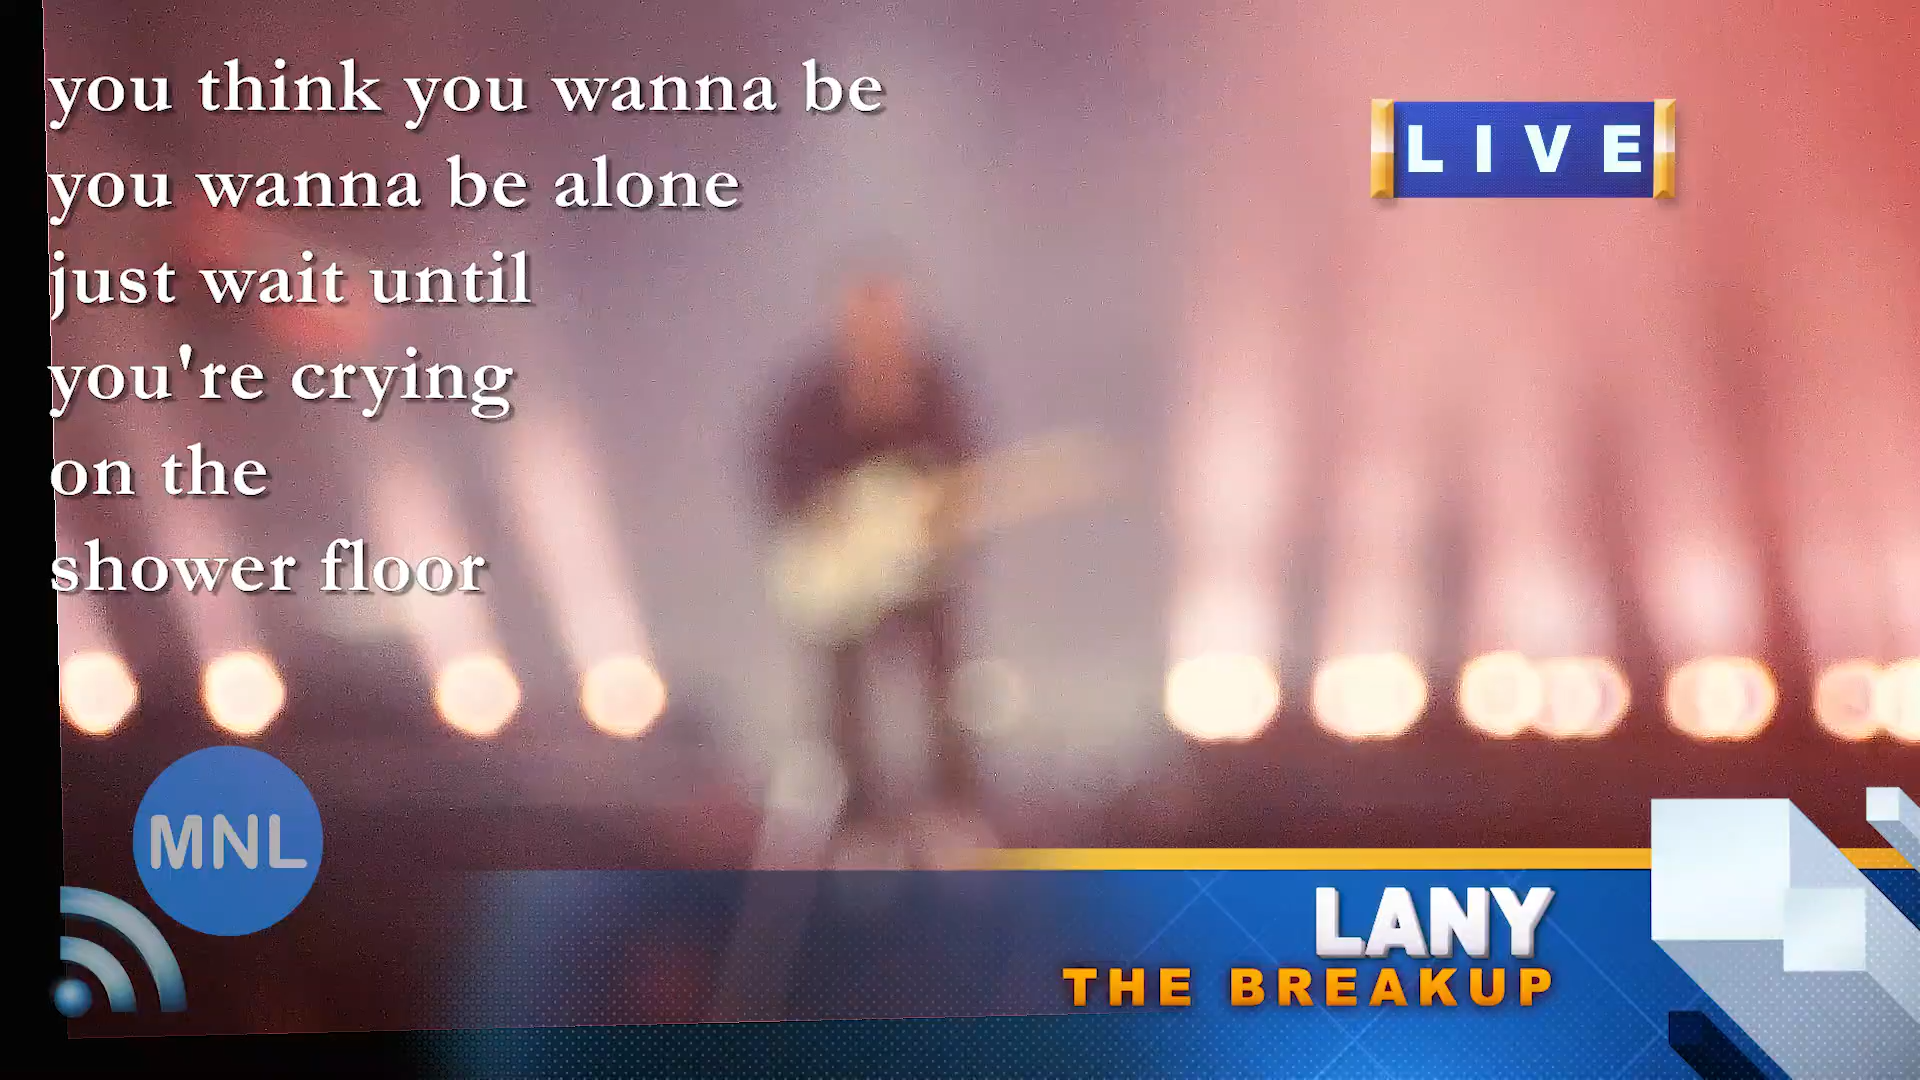 you think you wanna be
you wanna be alone
just wait until
you're crying
on the
shower floor
LIVE
MNL
LANY
THE BREAKUP